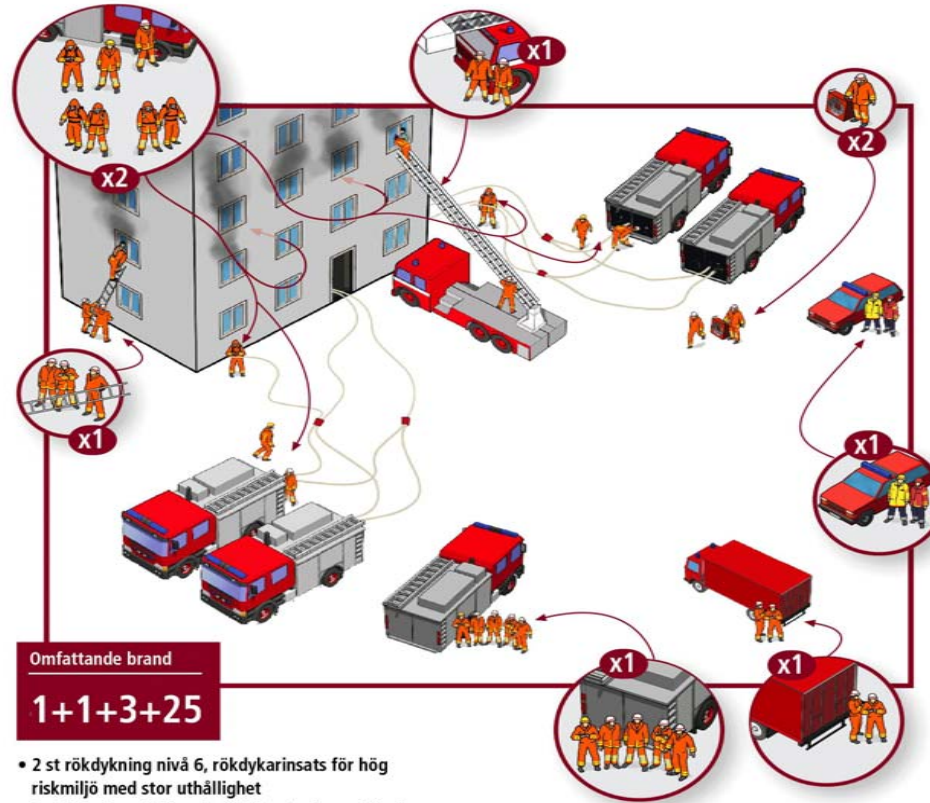 x1
x2
x2
x1
x1
x1
x1
Omfattande brand
1+1+3+25
• 2 st rökdykning nivå 6, rökdykarinsats för hög
riskmiljö med stor uthållighet